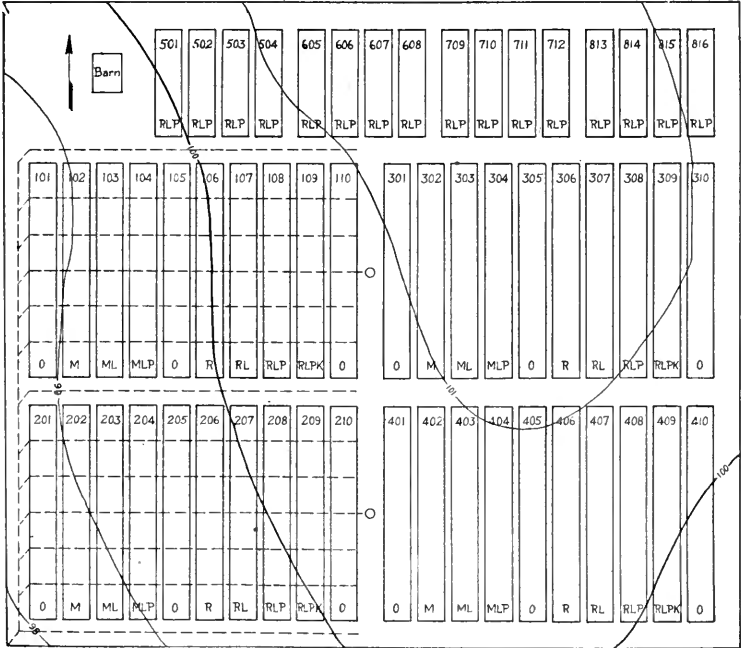 501 502 503 504 605 606 607 608 709 710 711 712 813 814 815 816
Barn
RLP RLP RLP RLP RLP RLP RLP RLP RLP RLP RLP RLP RLP RLP RLP RLP
100
101 102 103 104 105 106 107 108 109 110 301 302 303 304 305 306 307 308 309 310
0 M ML MLP 0 R RL RLP RLPK 0 0 M ML MLP 0 R RL RLP RLPK 0
99
101
201 202 203 204 205 206 207 208 209 210 401 402 403 404 405 406 407 408 409 410
100
0 M ML MLP 0 R RL RLP RLPK 0 0 M ML MLP 0 R RL RLP RLPK 0
98